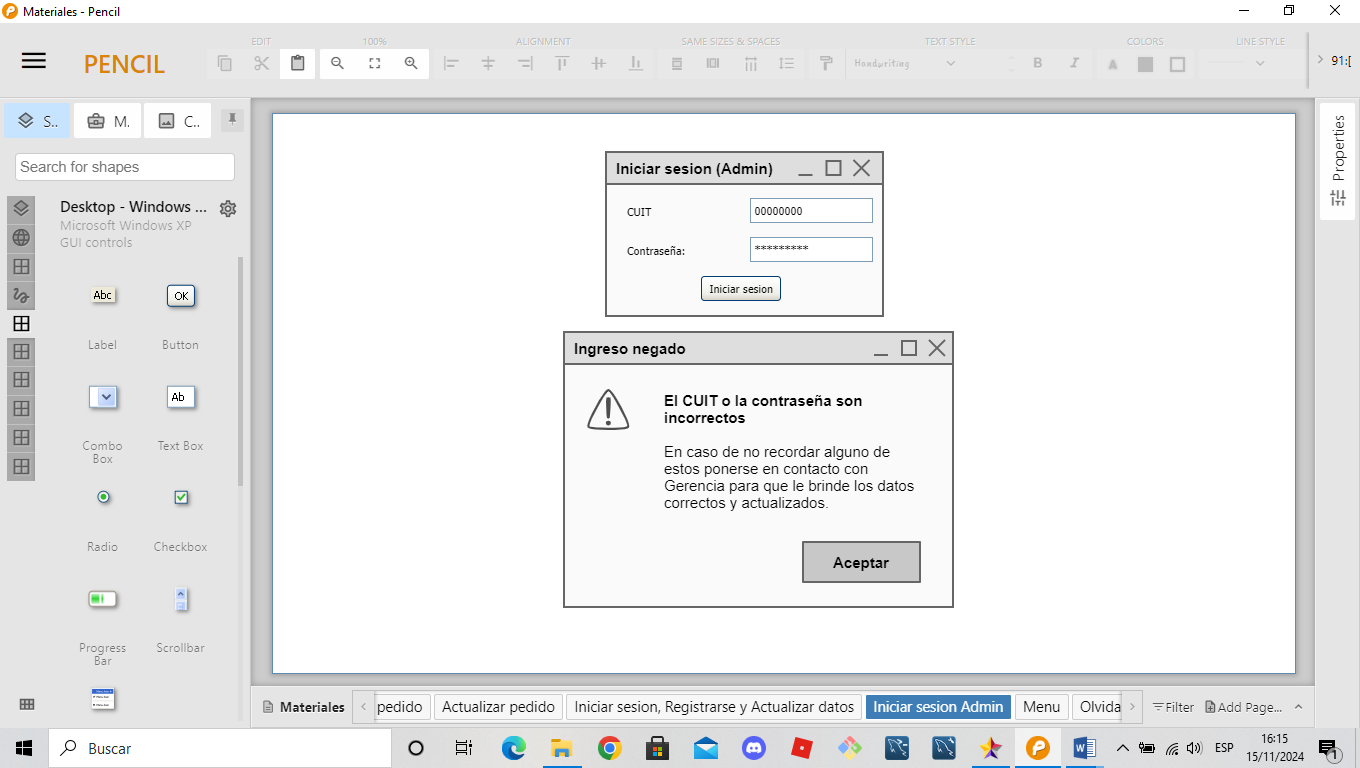 Materiales - Pencil
EDIT
100%
ALIGNMENT
SAME SIZES & SPACES
TEXT STYLE
COLORS
LINE STYLE
PENCIL
Handwriting
B
I
A
91:[
S..
M.
C..
Properties
Search for shapes
Desktop - Windows ...
Microsoft Windows XP
GUI controls
Abc
OK
Label
Button
Ab
Combo
Box
Text Box
Radio
Checkbox
Progress
Bar
Scrollbar
Iniciar sesion (Admin)
CUIT
00000000
Contraseña:
*********
Iniciar sesion
Ingreso negado
El CUIT o la contraseña son
incorrectos
En caso de no recordar alguno de
estos ponerse en contacto con
Gerencia para que le brinde los datos
correctos y actualizados.
Aceptar
Materiales
pedido
Actualizar pedido
Iniciar sesion, Registrarse y Actualizar datos
Iniciar sesion Admin
Menu
Olvida
Filter
Add Page...
Buscar
ESP
16:15
15/11/2024
1